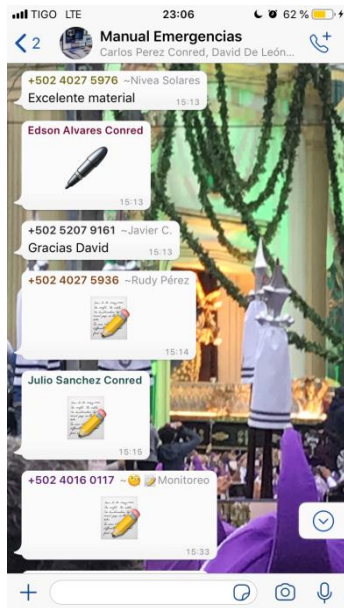 TIGO LTE 23:06 62 %
2 Manual Emergencias
Carlos Perez Conred, David De León...
+502 4027 5976 ~Nivea Solares
Excelente material 15:13
Edson Alvares Conred
15:13
+502 5207 9161 ~Javier C.
Gracias David 15:13
+502 4027 5936 ~Rudy Pérez
15:14
Julio Sanchez Conred
15:15
+502 4016 0117 ~🤔📝Monitoreo
15:33